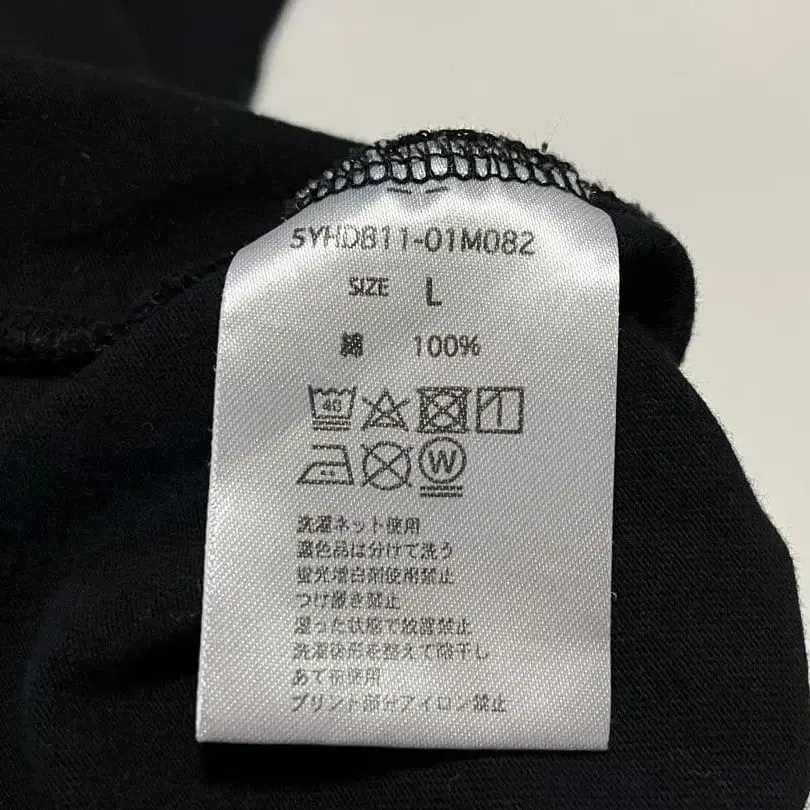 5YHDB11-01M082
SIZE L
綿 100%
40
W
洗濯ネット使用
濃色品は分けて洗う
蛍光増白剤使用禁止
つけ置き禁止
湿った状態で放置禁止
洗濯後形を整えて陰干し
あて布使用
プリント部分アイロン禁止